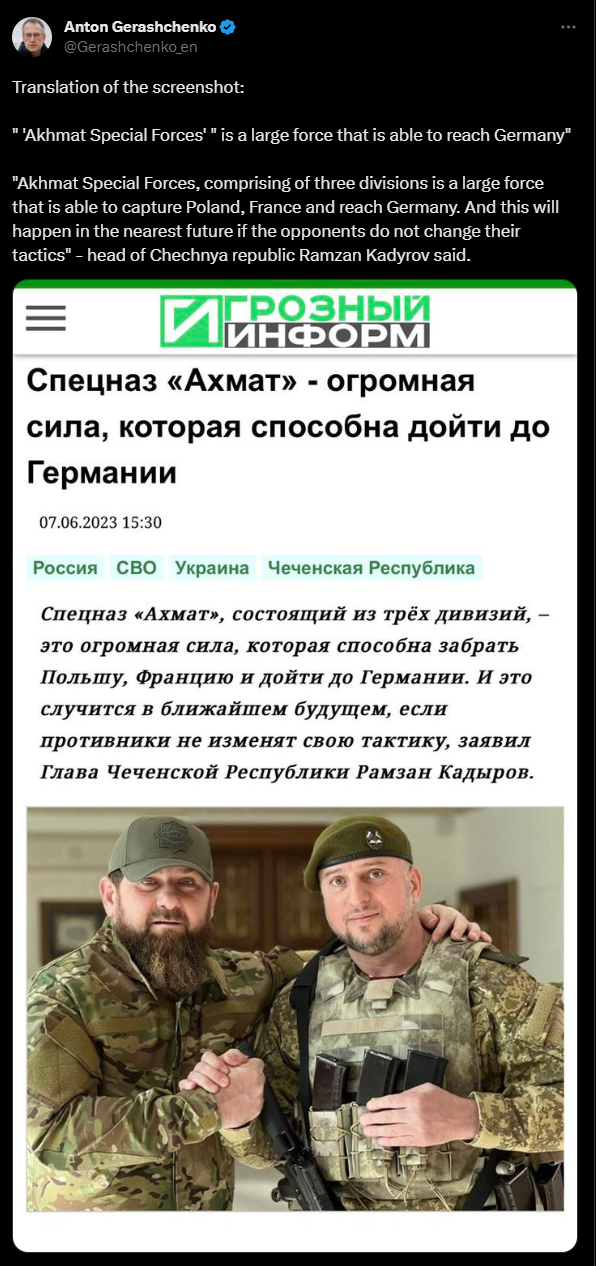 Anton Gerashchenko
@Gerashchenko_en
Translation of the screenshot:
" 'Akhmat Special Forces' " is a large force that is able to reach Germany"
"Akhmat Special Forces, comprising of three divisions is a large force
that is able to capture Poland, France and reach Germany. And this will
happen in the nearest future if the opponents do not change their
tactics" - head of Chechnya republic Ramzan Kadyrov said.
ГРОЗНЫЙ
ИНФОРМ
Спецназ «Ахмат» - огромная
сила, которая способна дойти до
Германии
07.06.2023 15:30
Россия СВО Украина Чеченская Республика
Спецназ «Ахмат», состоящий из трёх дивизий, –
это огромная сила, которая способна забрать
Польшу, Францию и дойти до Германии. И это
случится в ближайшем будущем, если
противники не изменят свою тактику, заявил
Глава Чеченской Республики Рамзан Кадыров.